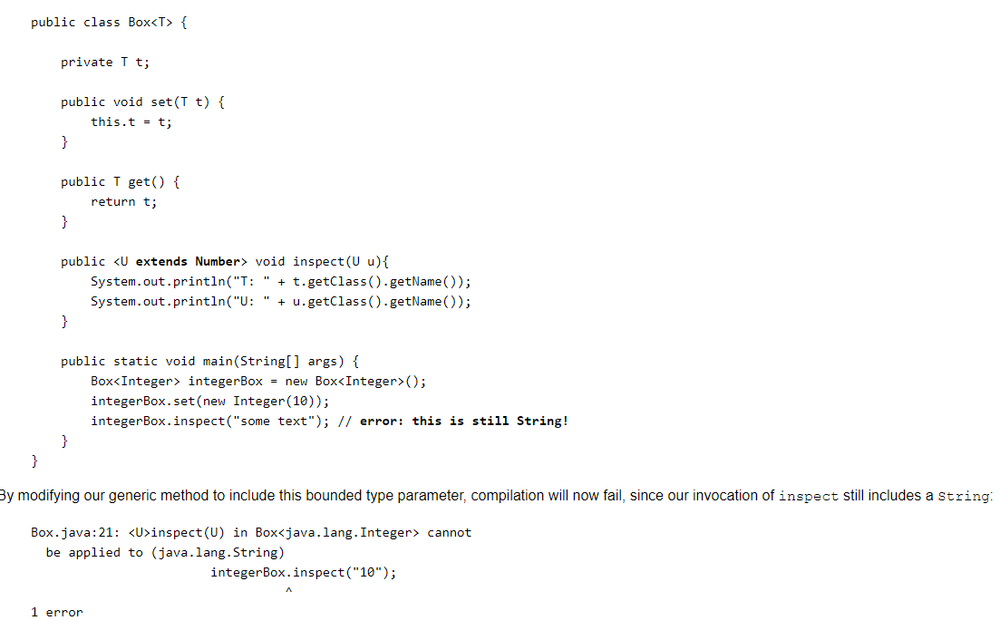 public class Box<T> {
private T t;
public void set(T t) {
this.t = t;
}
public T get() {
return t;
}
public <U extends Number> void inspect(U u){
System.out.println("T: " + t.getClass().getName());
System.out.println("U: " + u.getClass().getName());
}
public static void main(String[] args) {
Box<Integer> integerBox = new Box<Integer>();
integerBox.set(new Integer(10));
integerBox.inspect("some text"); // error: this is still String!
}
}
By modifying our generic method to include this bounded type parameter, compilation will now fail, since our invocation of inspect still includes a String:
Box.java:21: <U>inspect(U) in Box<java.lang.Integer> cannot
be applied to (java.lang.String)
integerBox.inspect("10");
^
1 error